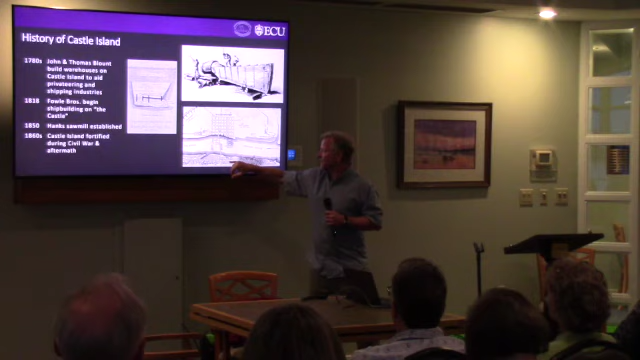 ECU
History of Castle Island
1780s John & Thomas Blount
build warehouses on
Castle Island to aid
privateering and
shipping industries
1818 Fowle Bros. begin
shipbuilding on "the
Castle"
1850 Hanks sawmill established
1860s Castle Island fortified
during Civil War &
aftermath